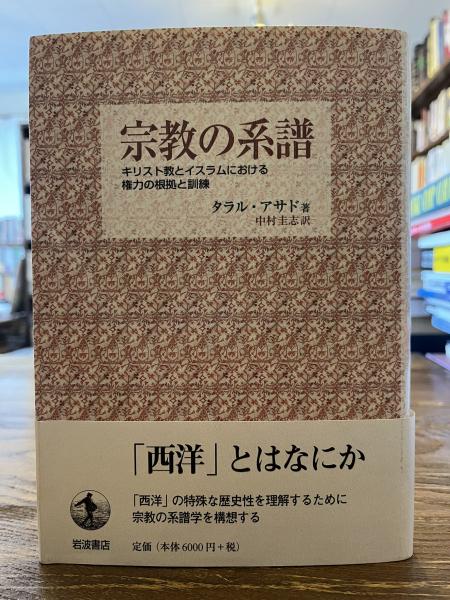 宗教の系譜
キリスト教とイスラムにおける
権力の根拠と訓練
タラル・アサド著
中村圭志訳
「西洋」とはなにか
「西洋」の特殊な歴史性を理解するために
宗教の系譜学を構想する
岩波書店
定価（本体6000円+税）